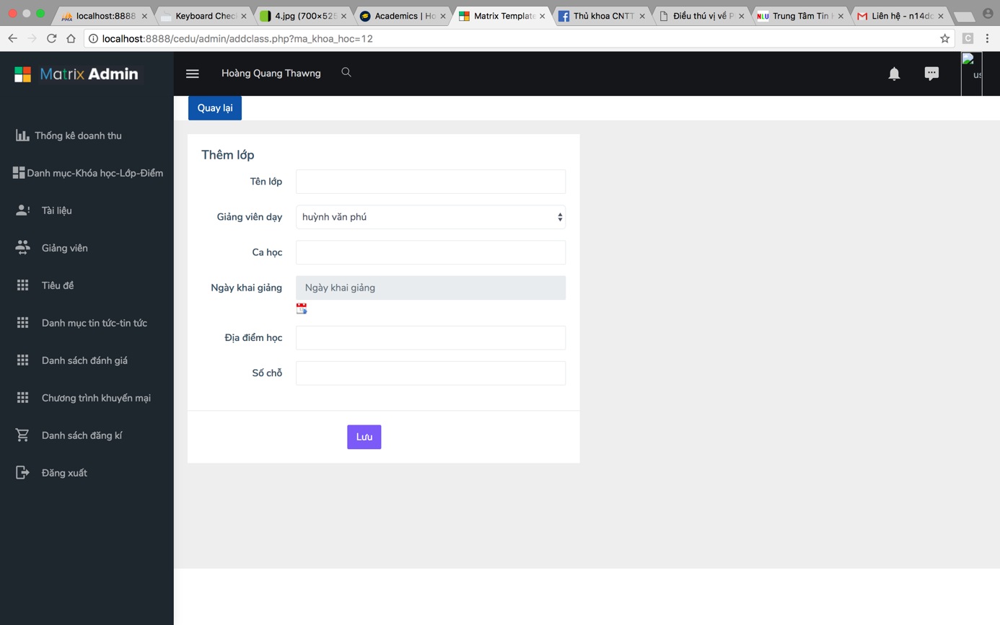 localhost:8888
Keyboard Chec
4.jpg (700×525
Academics | Ho
Matrix Template
Thủ khoa CNTT
Điều thú vị về P
NLU Trung Tâm Tin H
Liên hệ - n14dc
localhost:8888/cedu/admin/addclass.php?ma_khoa_hoc=12
C
Matrix Admin
Hoàng Quang Thawng
us
Quay lại
Thống kê doanh thu
Danh mục-Khóa học-Lớp-Điểm
Tài liệu
Giảng viên
Tiêu đề
Danh mục tin tức-tin tức
Danh sách đánh giá
Chương trình khuyến mại
Danh sách đăng kí
Đăng xuất
Thêm lớp
Tên lớp
Giảng viên dạy
huỳnh văn phú
Ca học
Ngày khai giảng
Ngày khai giảng
Địa điểm học
Số chỗ
Lưu